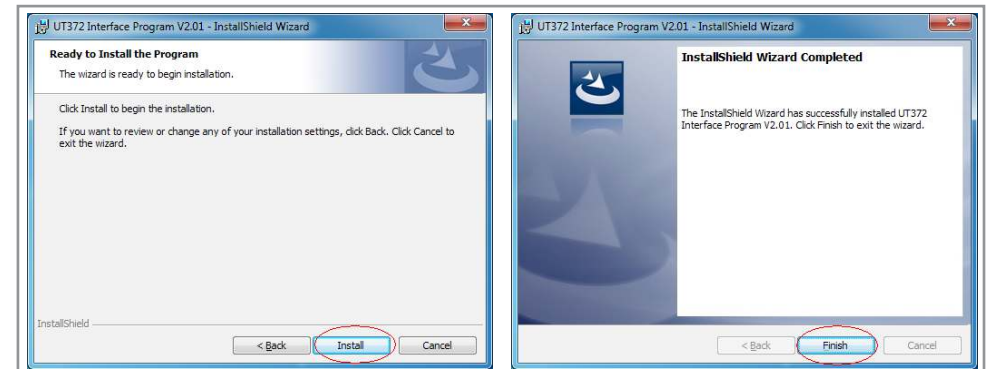 UT372 Interface Program V2.01 - InstallShield Wizard
Ready to Install the Program
The wizard is ready to begin installation.
Click Install to begin the installation.
If you want to review or change any of your installation settings, click Back. Click Cancel to
exit the wizard.
InstallShield
< Back
Install
Cancel
UT372 Interface Program V2.01 - InstallShield Wizard
InstallShield Wizard Completed
The InstallShield Wizard has successfully installed UT372
Interface Program V2.01. Click Finish to exit the wizard.
< Back
Finish
Cancel